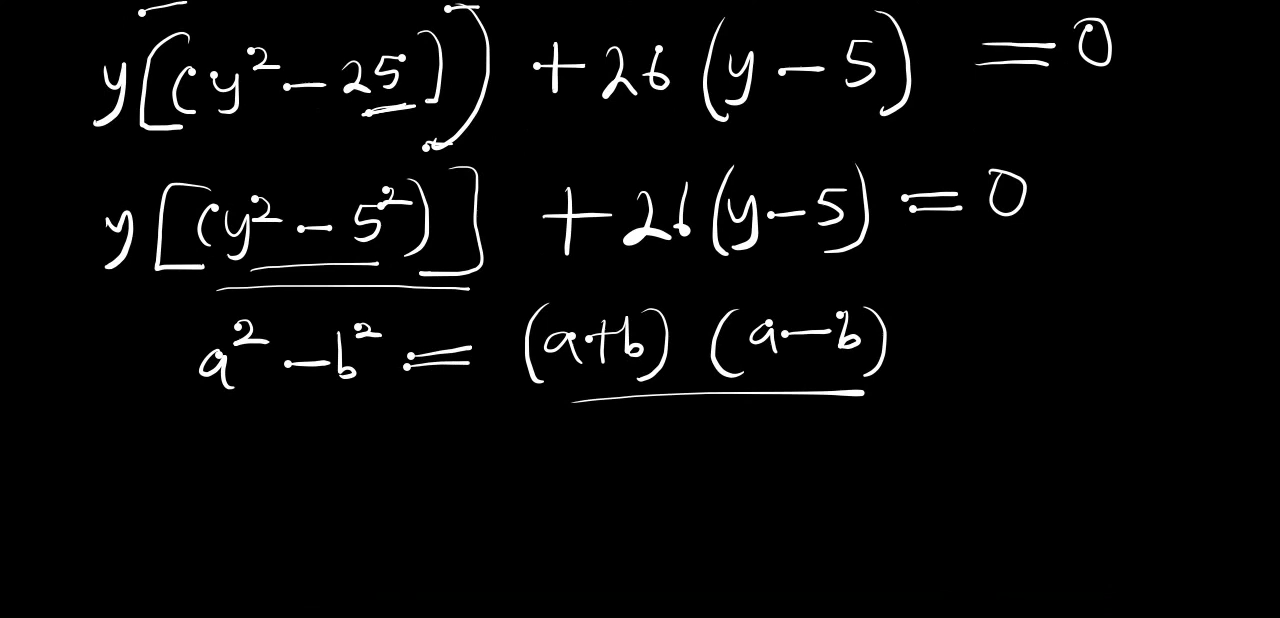 y[(y² - 25)]) + 26(y - 5) = 0
y[(y² - 5²)] + 26(y - 5) = 0
a² - b² = (a+b) (a-b)